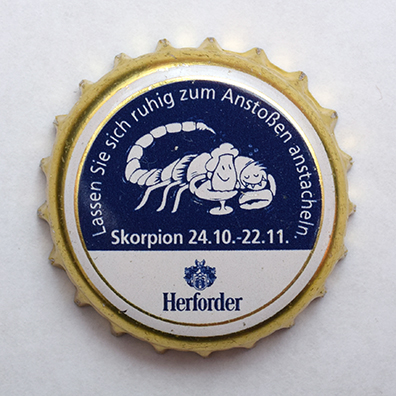 Lassen Sie sich ruhig zum Anstoßen anstacheln.
Skorpion 24.10.-22.11.
Herforder